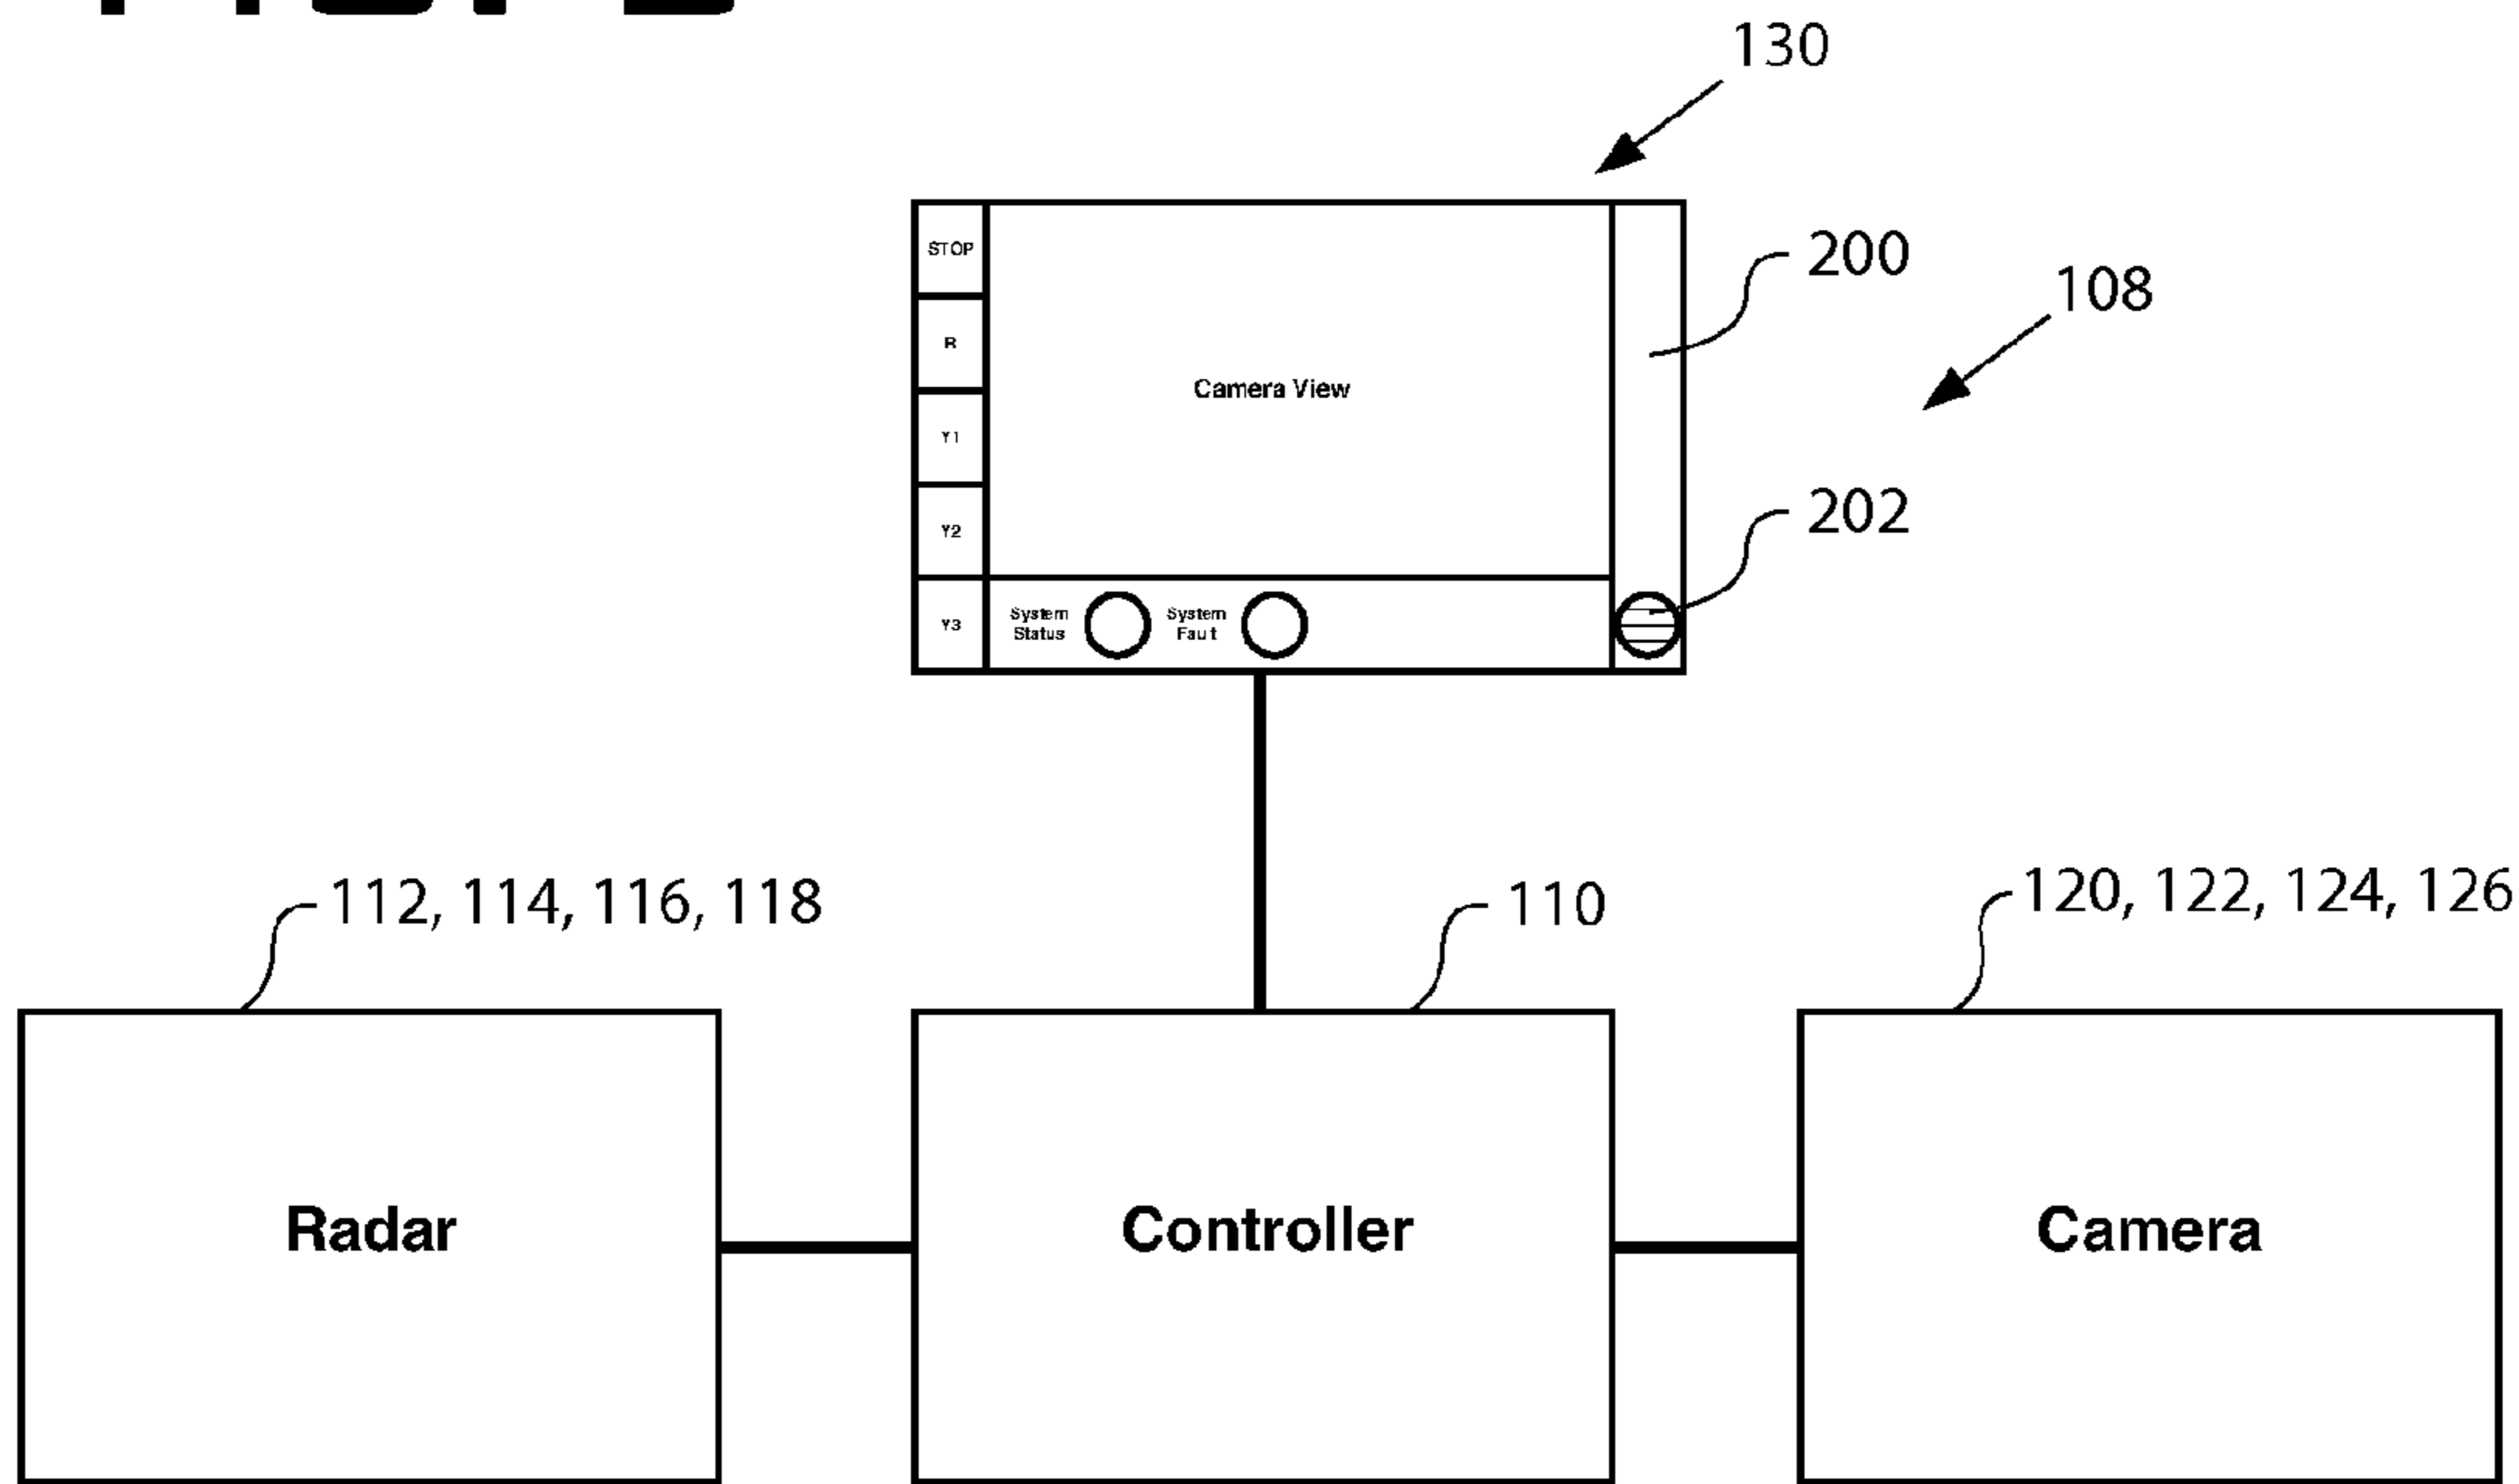 130
STOP
200
108
R
Camera View
Y1
202
Y2
Y3
System
Status
System
Fault
112, 114, 116, 118
110
120, 122, 124, 126
Radar
Controller
Camera